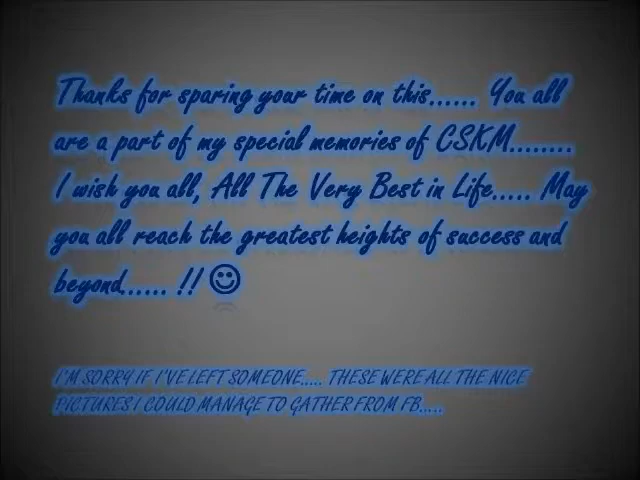 Thanks for sparing your time on this...... You all
are a part of my special memories of CSKM........
I wish you all, All The Very Best in Life..... May
you all reach the greatest heights of success and
beyond...... !! ☺
I'M SORRY IF I'VE LEFT SOMEONE..... THESE WERE ALL THE NICE
PICTURES I COULD MANAGE TO GATHER FROM FB.....